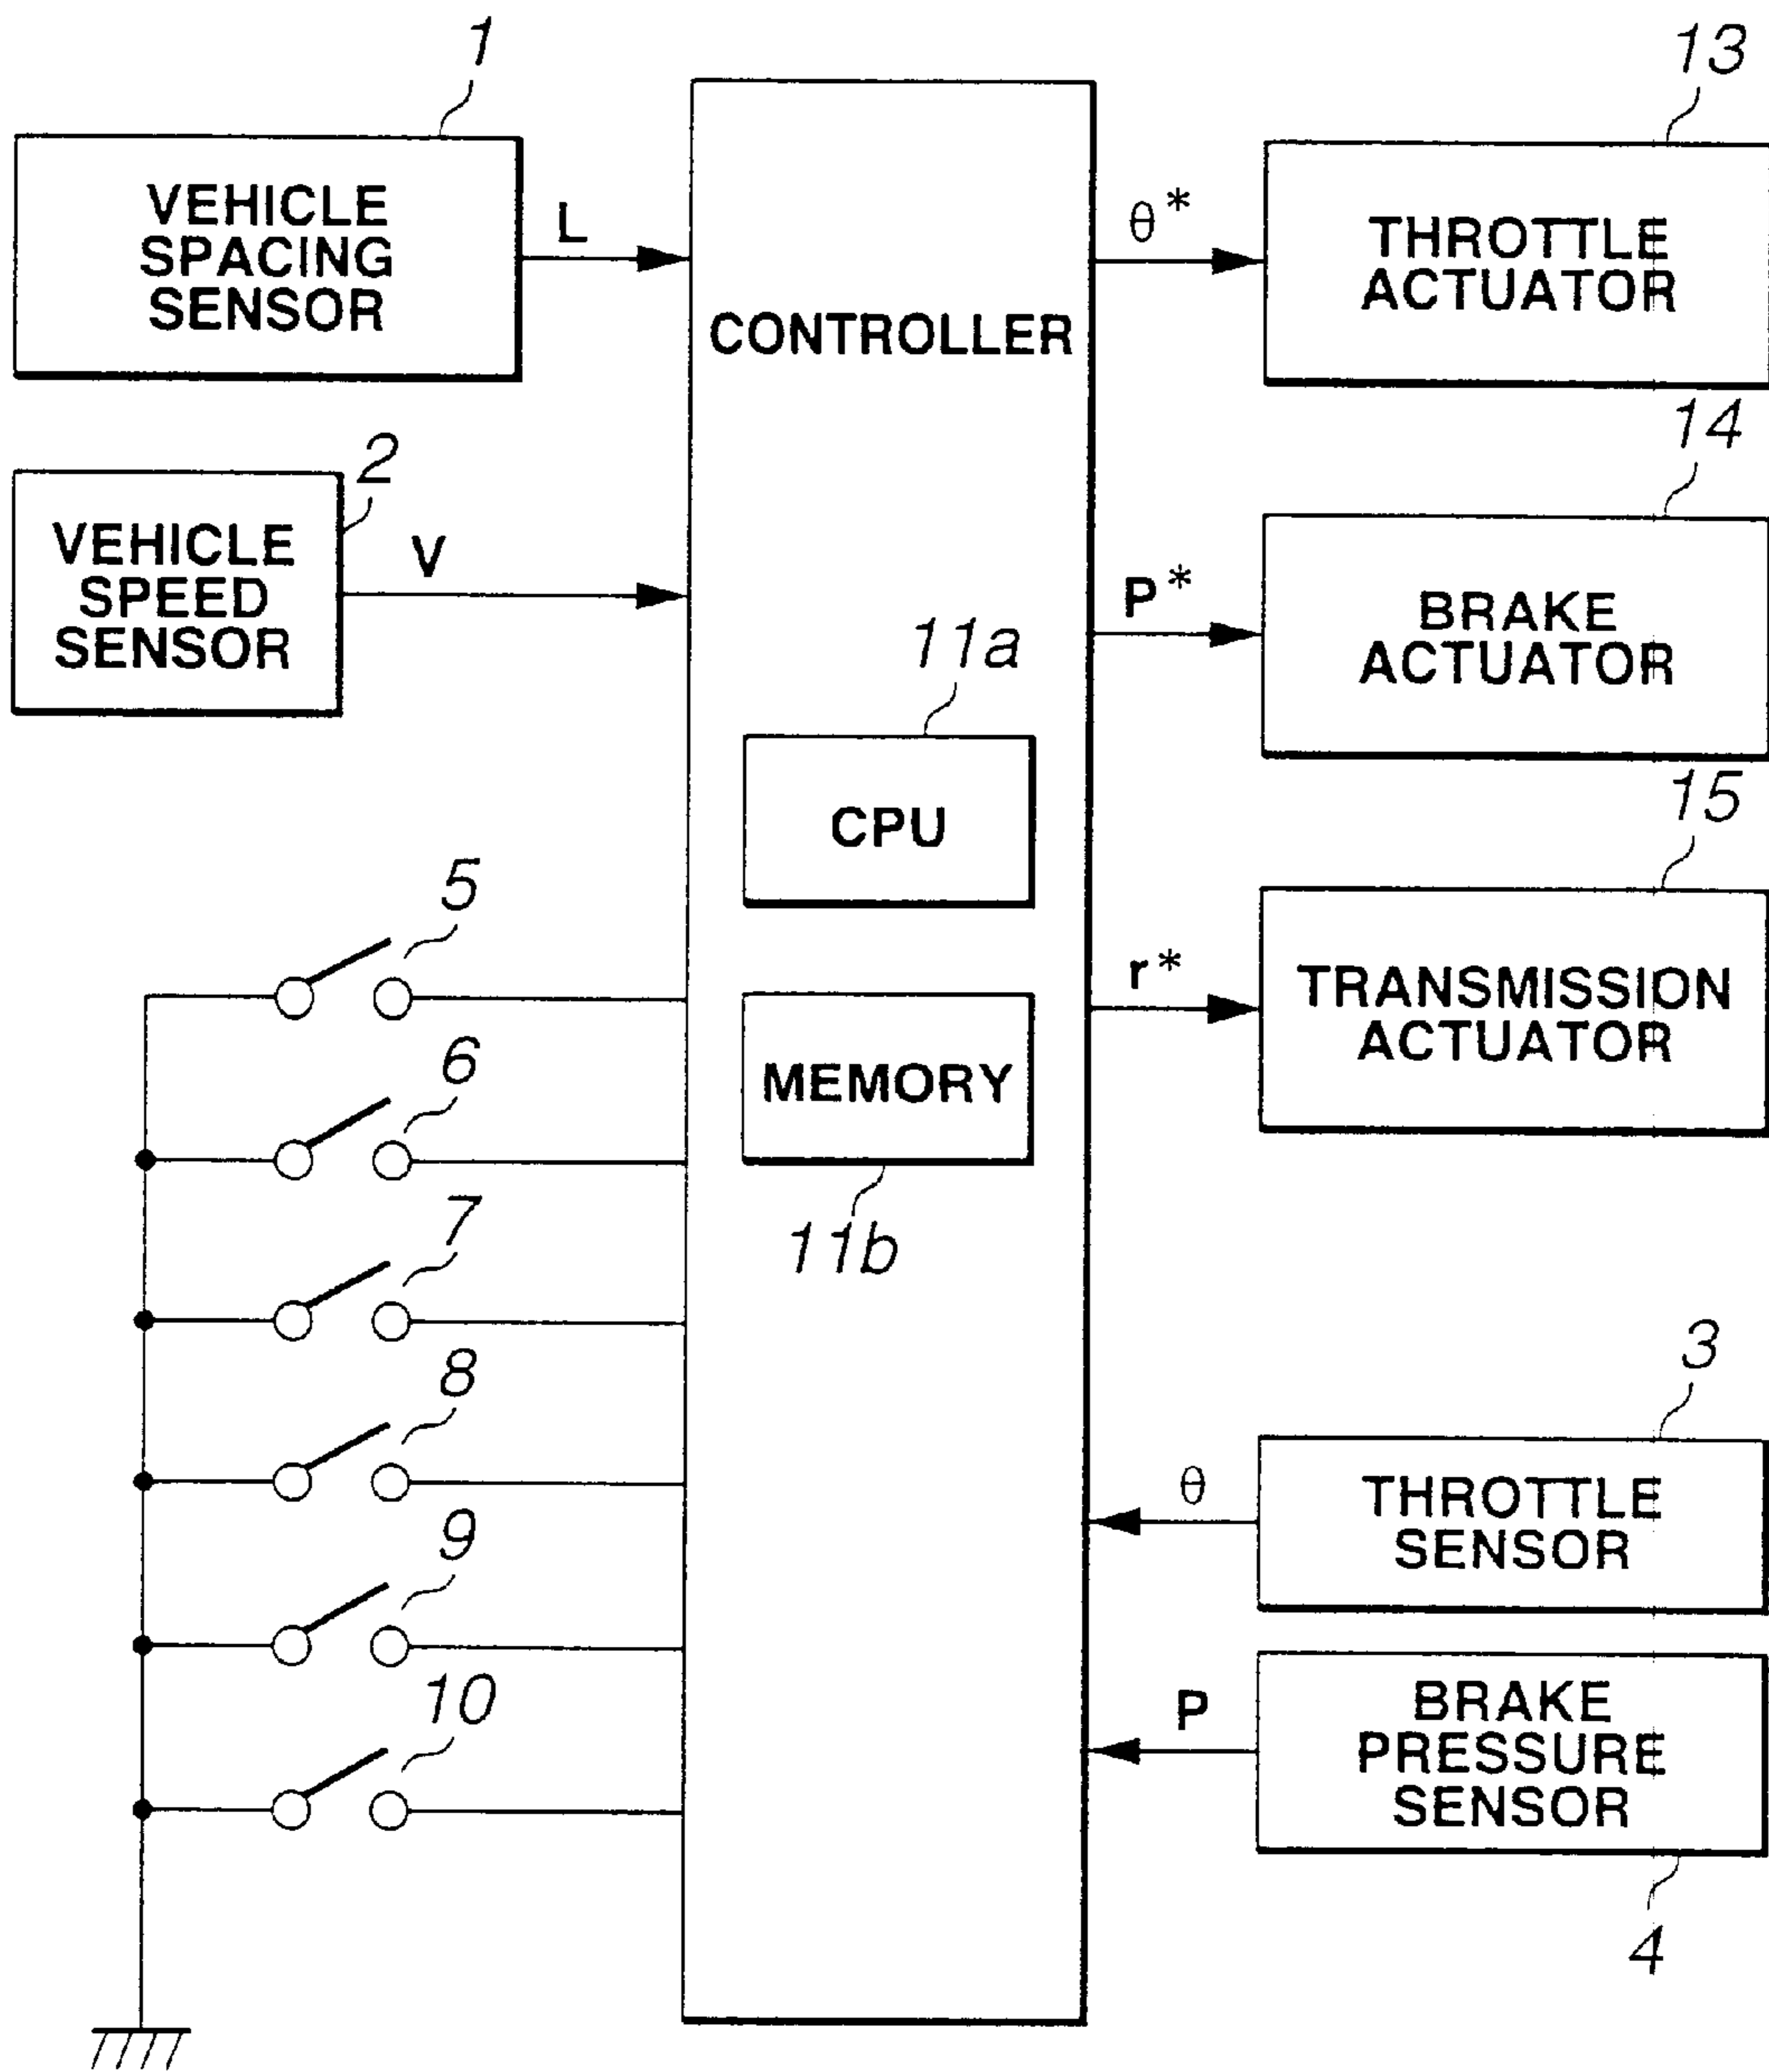 1
VEHICLE
SPACING
SENSOR
L
2
VEHICLE
SPEED
SENSOR
V
CONTROLLER
11a
CPU
MEMORY
11b
5
6
7
8
9
10
13
θ*
THROTTLE
ACTUATOR
14
P*
BRAKE
ACTUATOR
15
r*
TRANSMISSION
ACTUATOR
3
θ
THROTTLE
SENSOR
P
BRAKE
PRESSURE
SENSOR
4